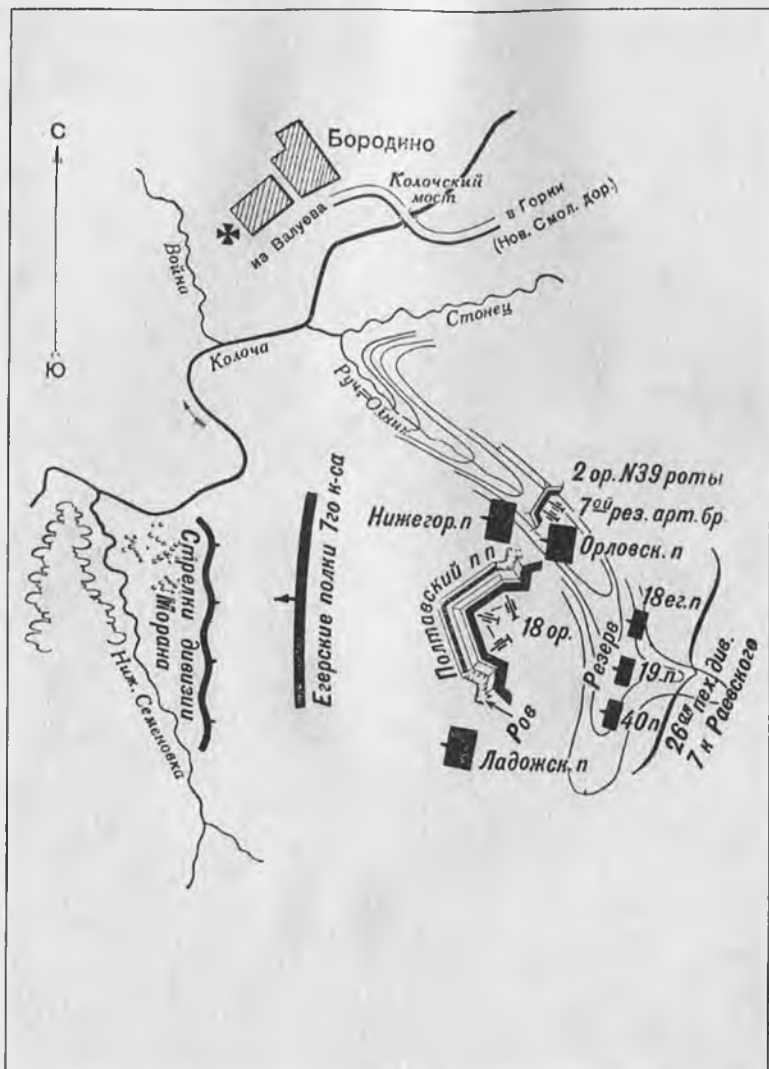 С
Бородино
Колочский
мост
в Горки
(Нов. Смол. дор.)
из Валуева
Война
Стонец
Колоча
Ю
Руч.
2 ор. N39 роты
7ой рез. арт. бр.
Нижегор. п
Орловск. п
Егерские полки 7го к-са
Стрелки дивизии
Морана
Полтавский п п
18 ор.
18 ег. п
Резерв
19. п
40 п
26ая пех. див.
7 к Раевского
Ров
Ладожск. п
Ниж. Семеновка